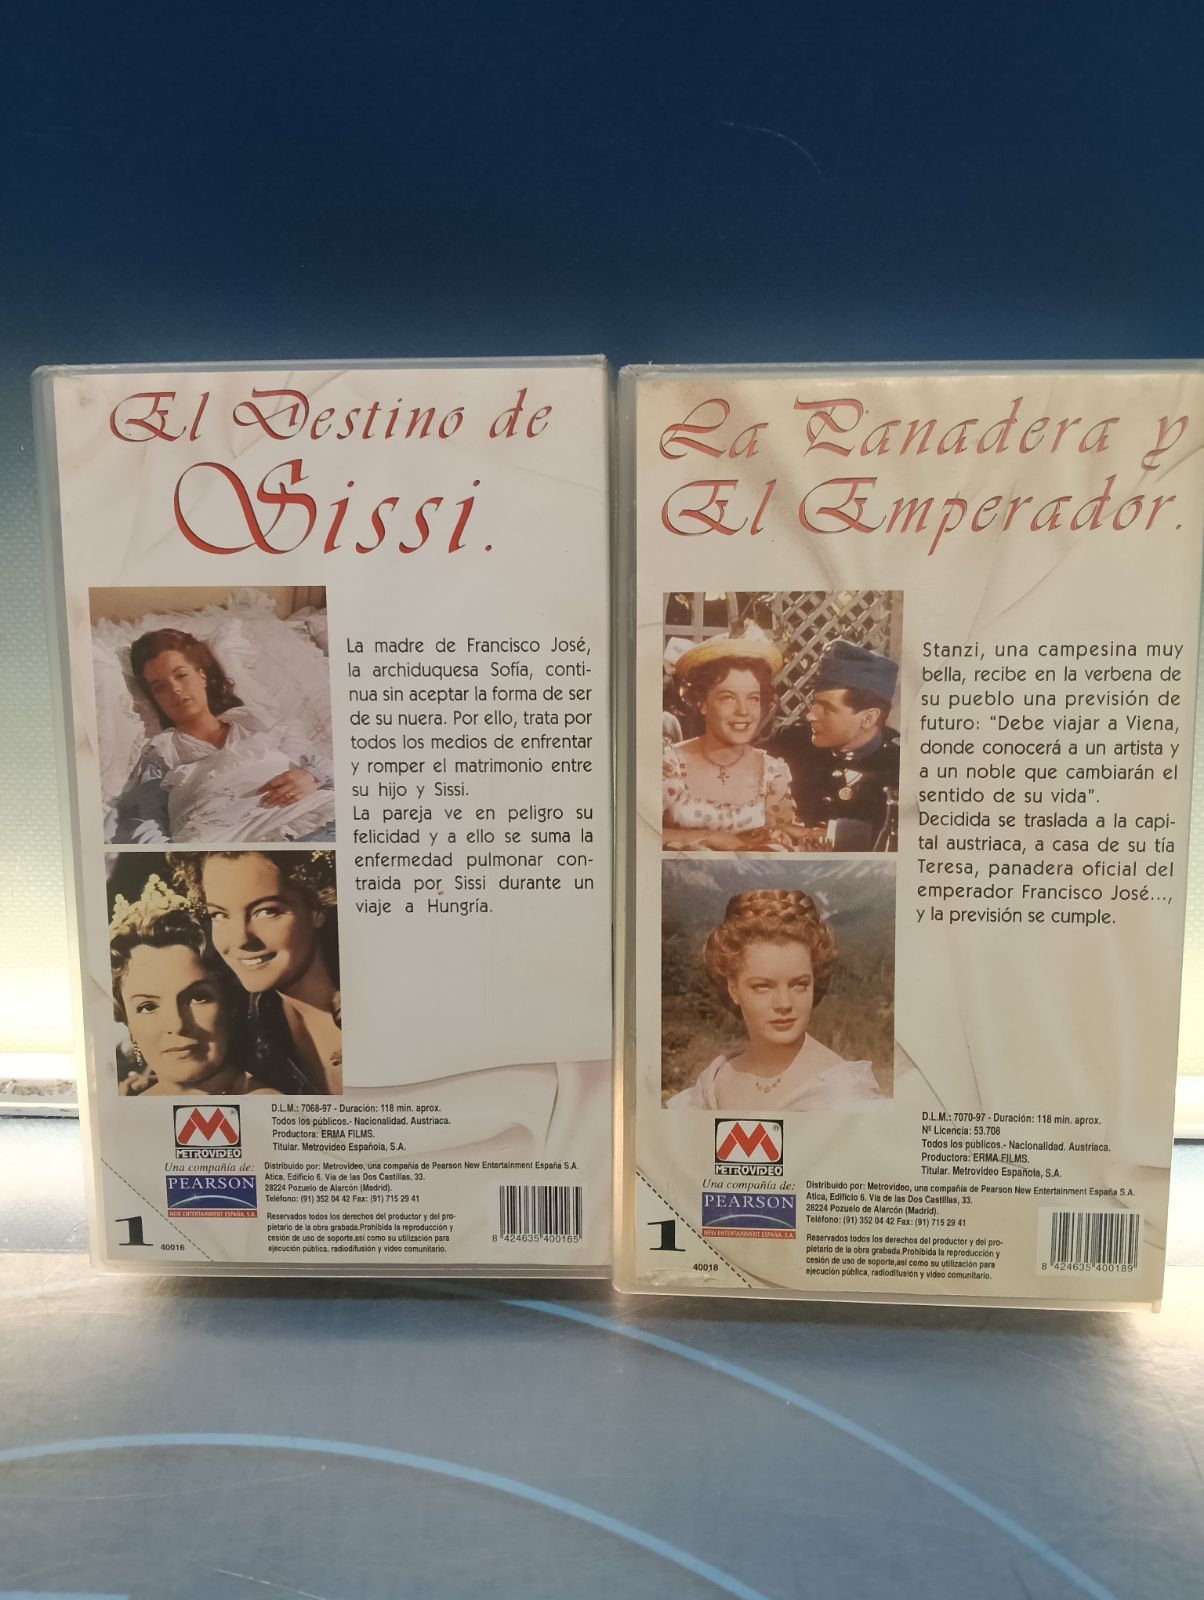 El Destino de
Sissi.
La madre de Francisco José,
la archiduquesa Sofía, conti-
nua sin aceptar la forma de ser
de su nuera. Por ello, trata por
todos los medios de enfrentar
y romper el matrimonio entre
su hijo y Sissi.
La pareja ve en peligro su
felicidad y a ello se suma la
enfermedad pulmonar con-
traida por Sissi durante un
viaje a Hungría.
M
METROVIDEO
Una compañía de:
PEARSON
NEW ENTERTAINMENT ESPAÑA, S.A.
1
40016
D.L.M.: 7068-97 - Duración: 118 min. aprox.
Todos los públicos.- Nacionalidad. Austriaca.
Productora: ERMA FILMS.
Titular. Metrovideo Española, S.A.
Distribuido por: Metrovideo, una compañía de Pearson New Entertainment España S.A.
Atica, Edificio 6. Vía de las Dos Castillas, 33.
28224 Pozuelo de Alarcón (Madrid).
Teléfono: (91) 352 04 42 Fax: (91) 715 29 41
Reservados todos los derechos del productor y del pro-
pietario de la obra grabada.Prohibida la reproducción y
cesión de uso de soporte,así como su utilización para
ejecución pública, radiodifusión y video comunitario.
8 424635 400165
La Panadera y
El Emperador.
Stanzi, una campesina muy
bella, recibe en la verbena de
su pueblo una previsión de
futuro: "Debe viajar a Viena,
donde conocerá a un artista y
a un noble que cambiarán el
sentido de su vida".
Decidida se traslada a la capi-
tal austriaca, a casa de su tía
Teresa, panadera oficial del
emperador Francisco José...,
y la previsión se cumple.
M
METROVIDEO
Una compañía de:
PEARSON
NEW ENTERTAINMENT ESPAÑA, S.A.
1
40018
D.L.M.: 7070-97 - Duración: 118 min. aprox.
Nº Licencia: 53.708
Todos los públicos.- Nacionalidad. Austriaca.
Productora: ERMA FILMS.
Titular. Metrovideo Española, S.A.
Distribuido por: Metrovideo, una compañía de Pearson New Entertainment España S.A.
Atica, Edificio 6. Vía de las Dos Castillas, 33.
28224 Pozuelo de Alarcón (Madrid).
Teléfono: (91) 352 04 42 Fax: (91) 715 29 41
Reservados todos los derechos del productor y del pro-
pietario de la obra grabada.Prohibida la reproducción y
cesión de uso de soporte,así como su utilización para
ejecución pública, radiodifusión y video comunitario.
8 424635 400189